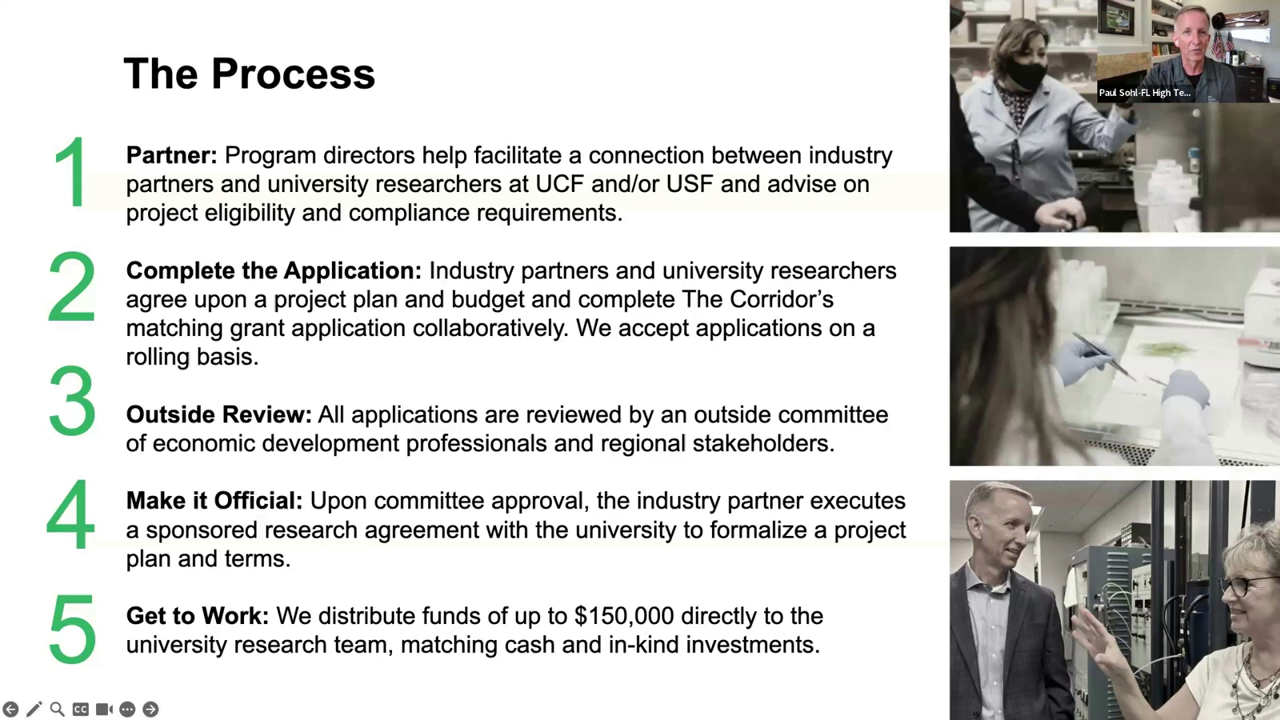 The Process
1
Partner: Program directors help facilitate a connection between industry
partners and university researchers at UCF and/or USF and advise on
project eligibility and compliance requirements.
2
Complete the Application: Industry partners and university researchers
agree upon a project plan and budget and complete The Corridor’s
matching grant application collaboratively. We accept applications on a
rolling basis.
3
Outside Review: All applications are reviewed by an outside committee
of economic development professionals and regional stakeholders.
4
Make it Official: Upon committee approval, the industry partner executes
a sponsored research agreement with the university to formalize a project
plan and terms.
5
Get to Work: We distribute funds of up to $150,000 directly to the
university research team, matching cash and in-kind investments.
Paul Sohl-FL High Te...
CC